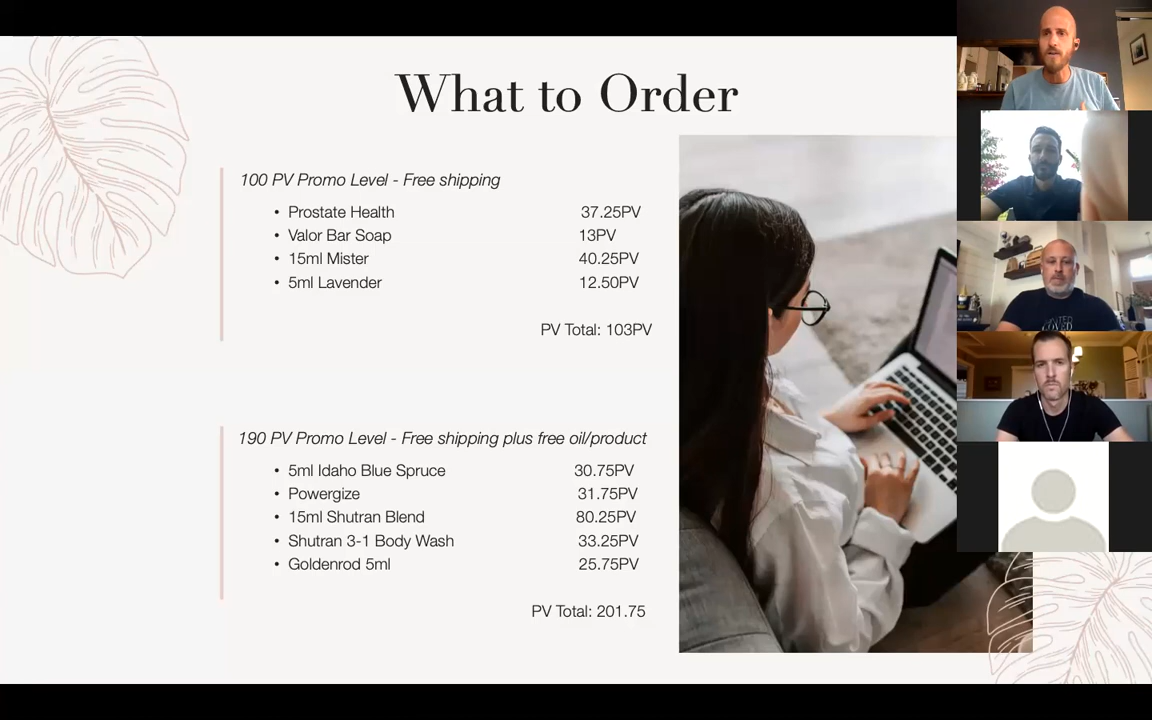 What to Order
100 PV Promo Level - Free shipping
• Prostate Health 37.25PV
• Valor Bar Soap 13PV
• 15ml Mister 40.25PV
• 5ml Lavender 12.50PV
PV Total: 103PV
190 PV Promo Level - Free shipping plus free oil/product
• 5ml Idaho Blue Spruce 30.75PV
• Powergize 31.75PV
• 15ml Shutran Blend 80.25PV
• Shutran 3-1 Body Wash 33.25PV
• Goldenrod 5ml 25.75PV
PV Total: 201.75